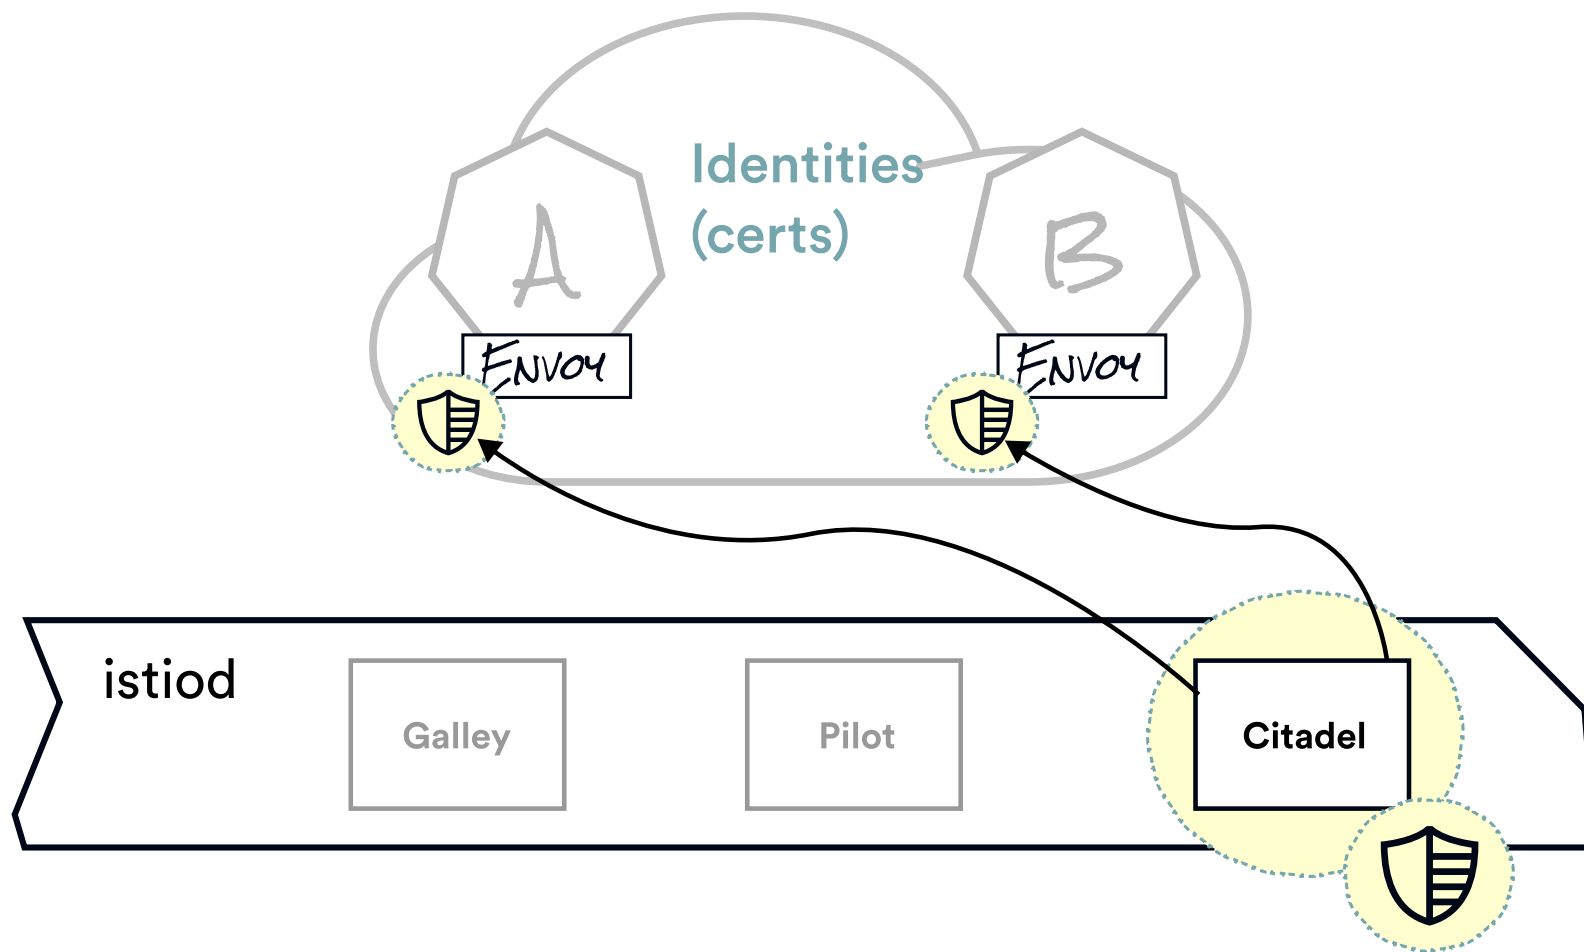 Identities
(certs)
A
B
ENVOY
ENVOY
istiod
Galley
Pilot
Citadel